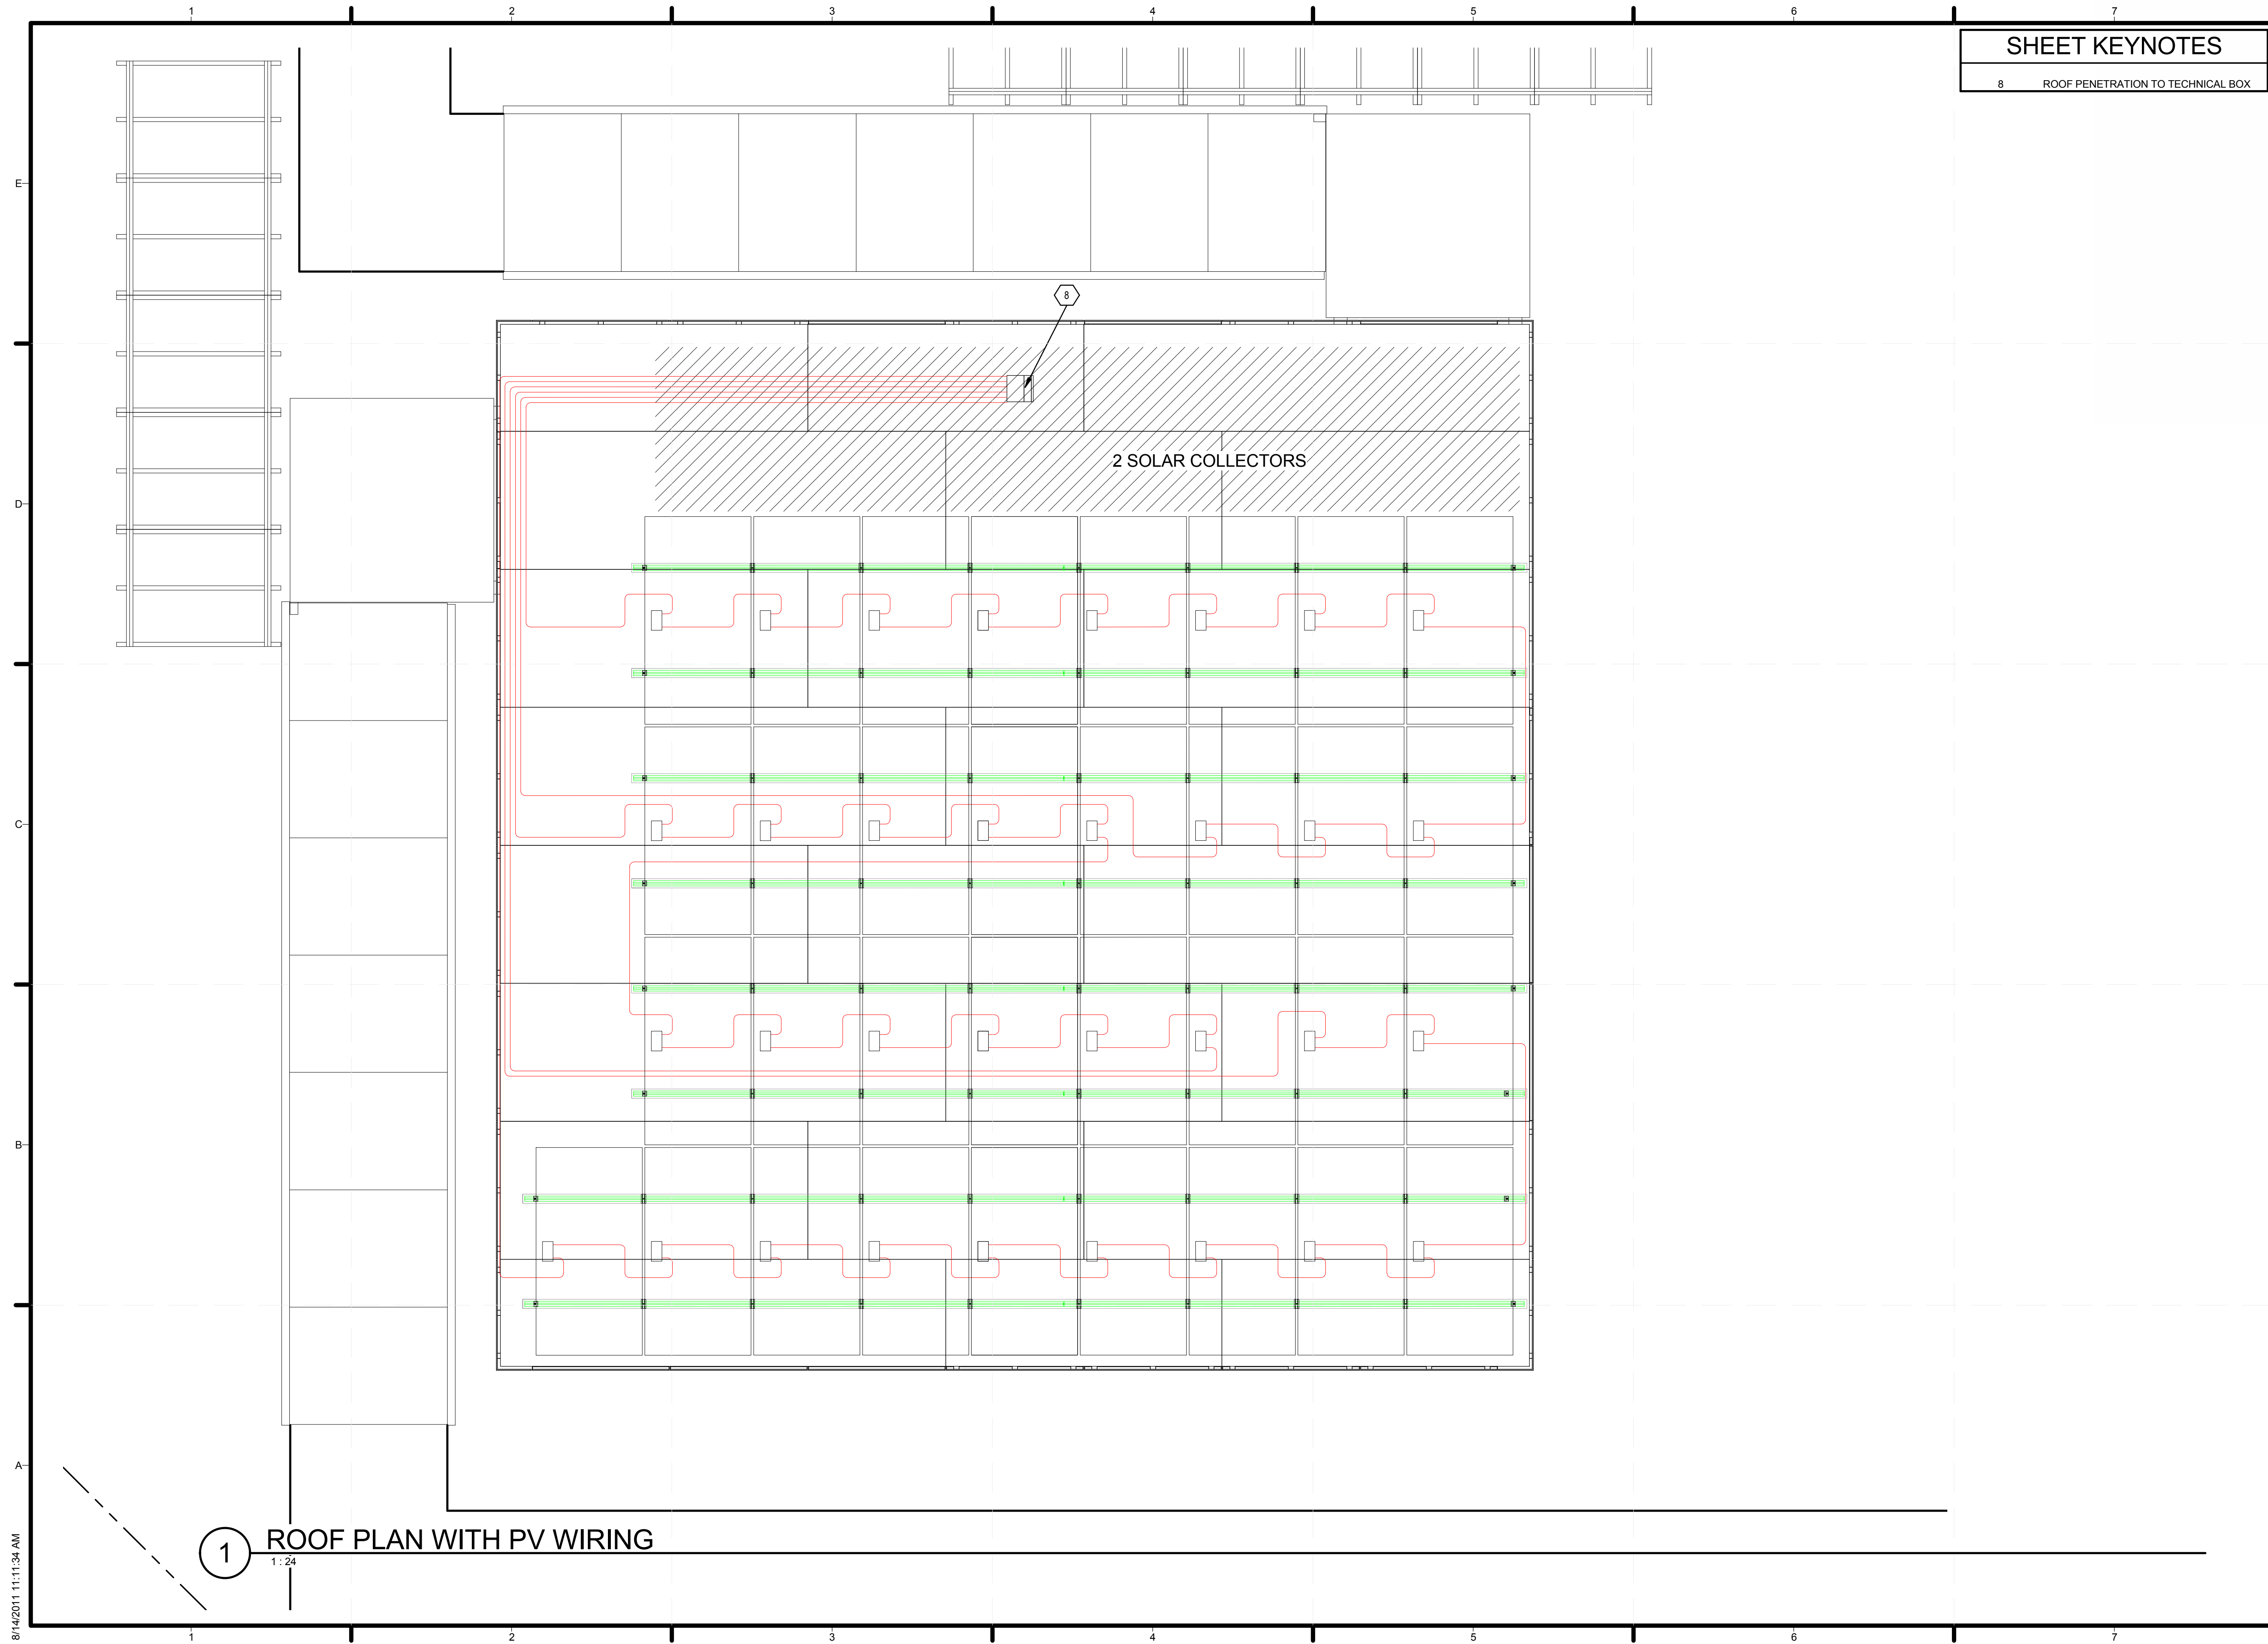 1 2 3 4 5 6 7
SHEET KEYNOTES
8 ROOF PENETRATION TO TECHNICAL BOX
E
8
D
2 SOLAR COLLECTORS
C
B
A
1 ROOF PLAN WITH PV WIRING
1 : 24
8/14/2011 11:11:34 AM
1 2 3 4 5 6 7